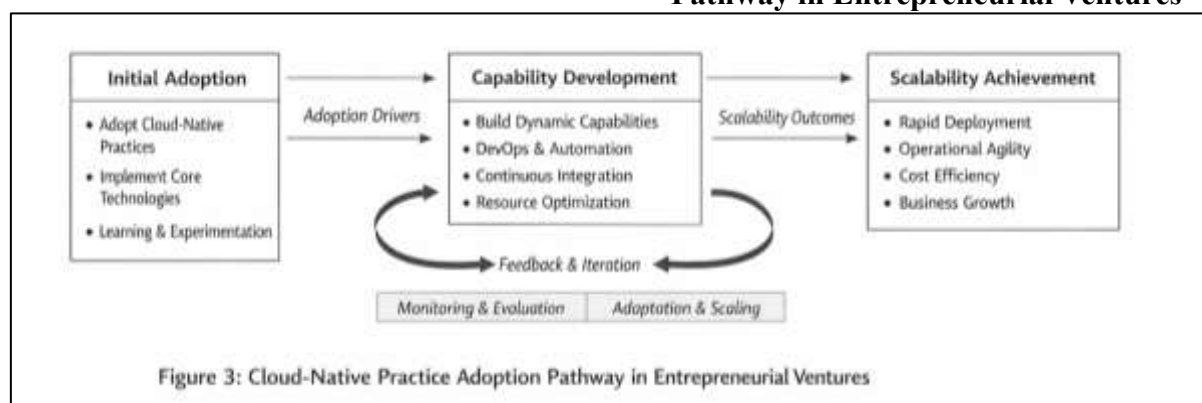 Pathway in Entrepreneurial Ventures
Initial Adoption
• Adopt Cloud-Native
Practices
• Implement Core
Technologies
• Learning & Experimentation
Adoption Drivers
Capability Development
• Build Dynamic Capabilities
• DevOps & Automation
• Continuous Integration
• Resource Optimization
Scalability Outcomes
Scalability Achievement
• Rapid Deployment
• Operational Agility
• Cost Efficiency
• Business Growth
Feedback & Iteration
Monitoring & Evaluation
Adaptation & Scaling
Figure 3: Cloud-Native Practice Adoption Pathway in Entrepreneurial Ventures